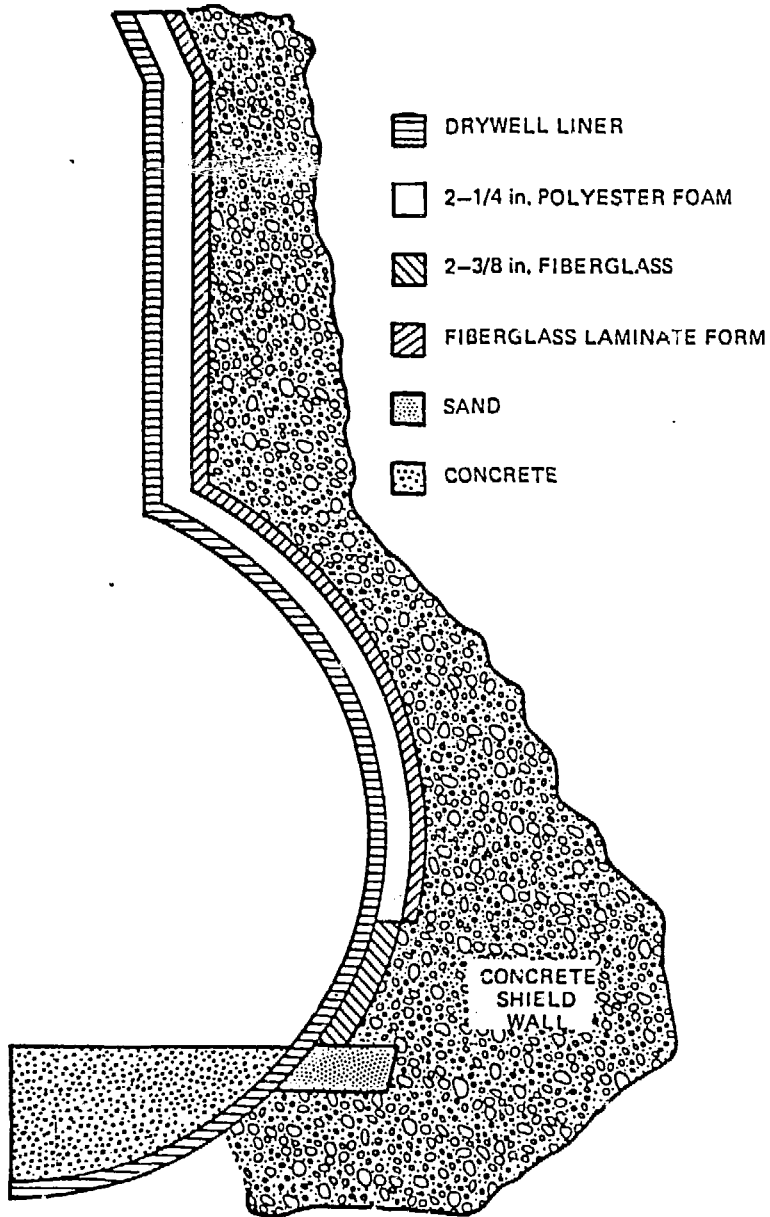 DRYWELL LINER
2-1/4 in. POLYESTER FOAM
2-3/8 in. FIBERGLASS
FIBERGLASS LAMINATE FORM
SAND
CONCRETE
CONCRETE
SHIELD
WALL